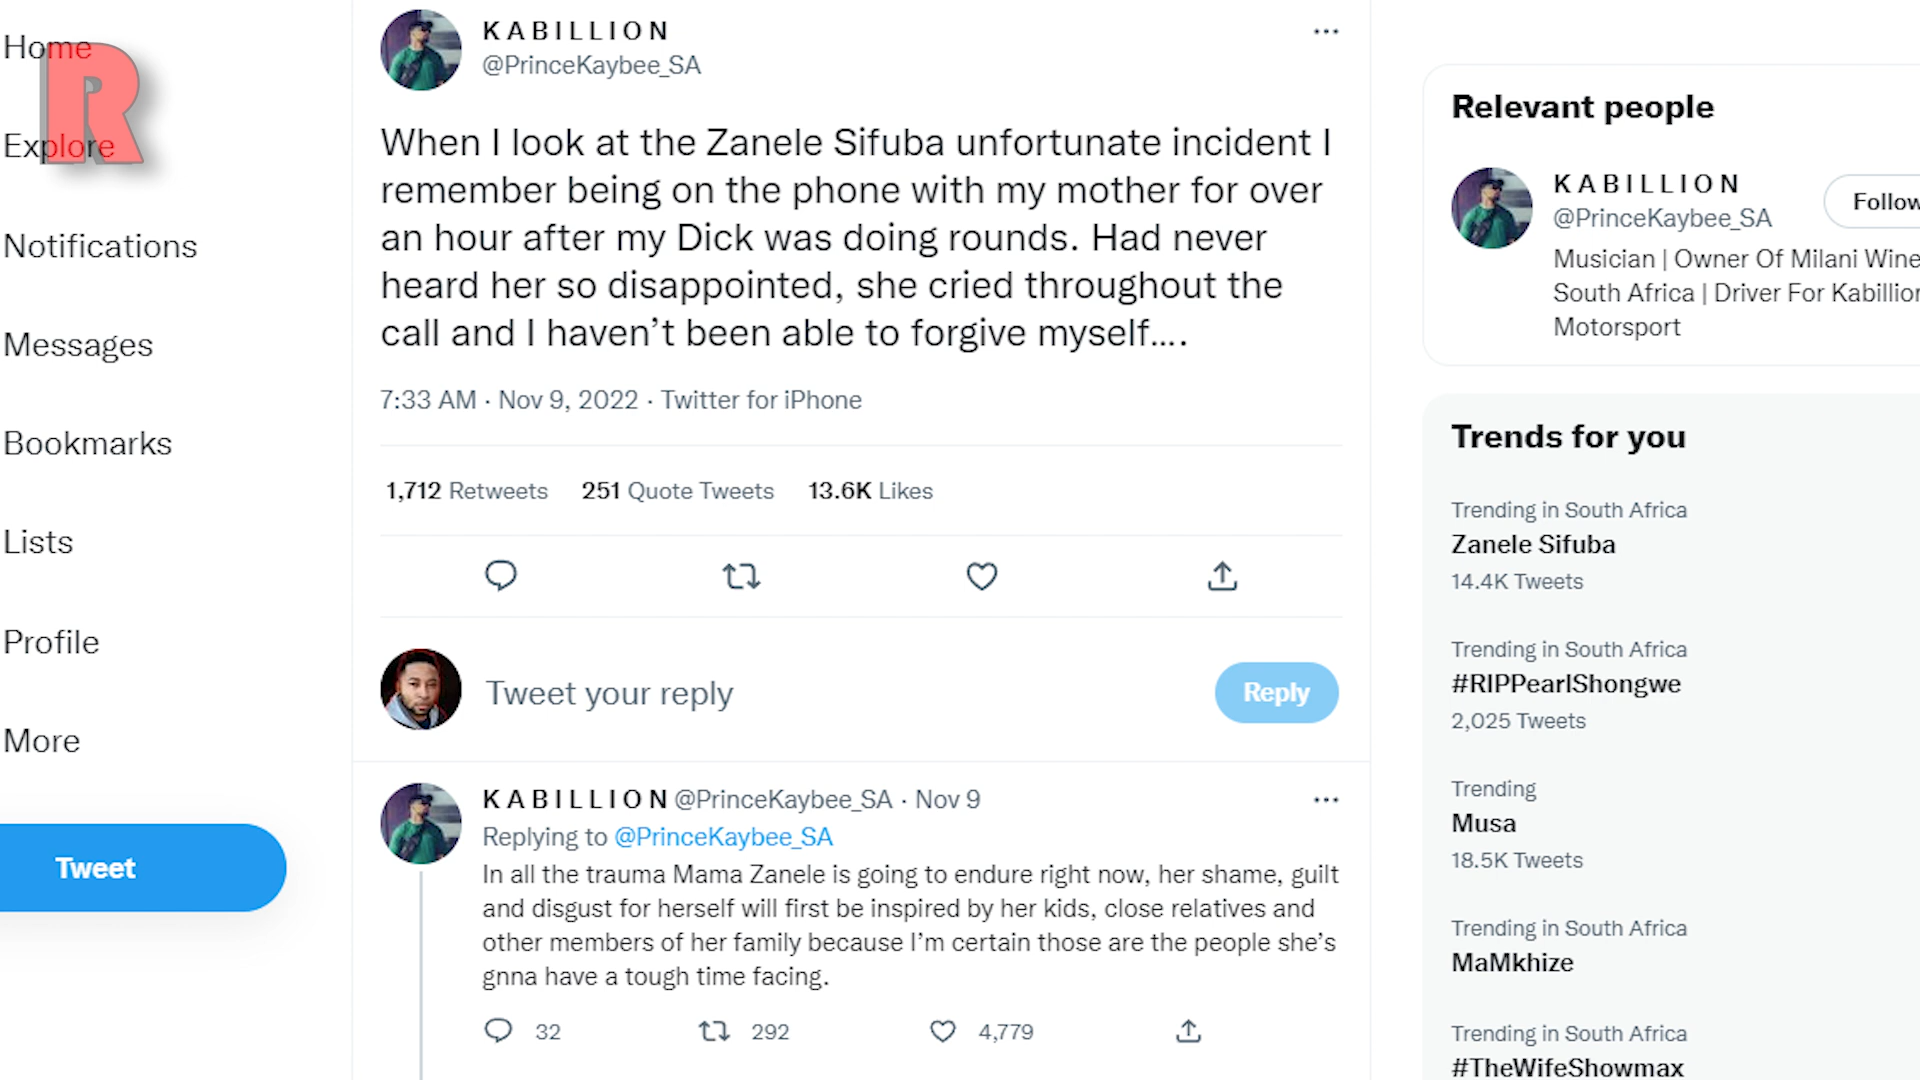 Home
R
Explore
Notifications
Messages
Bookmarks
Lists
Profile
More
Tweet
KABILLION
@PrinceKaybee_SA
When I look at the Zanele Sifuba unfortunate incident I
remember being on the phone with my mother for over
an hour after my Dick was doing rounds. Had never
heard her so disappointed, she cried throughout the
call and I haven't been able to forgive myself....
7:33 AM · Nov 9, 2022 · Twitter for iPhone
1,712 Retweets 251 Quote Tweets 13.6K Likes
Tweet your reply
Reply
KABILLION @PrinceKaybee_SA · Nov 9
Replying to @PrinceKaybee_SA
In all the trauma Mama Zanele is going to endure right now, her shame, guilt
and disgust for herself will first be inspired by her kids, close relatives and
other members of her family because I'm certain those are the people she's
gnna have a tough time facing.
32 292 4,779
Relevant people
KABILLION
@PrinceKaybee_SA
Follow
Musician | Owner Of Milani Wine
South Africa | Driver For Kabillion
Motorsport
Trends for you
Trending in South Africa
Zanele Sifuba
14.4K Tweets
Trending in South Africa
#RIPPearlShongwe
2,025 Tweets
Trending
Musa
18.5K Tweets
Trending in South Africa
MaMkhize
Trending in South Africa
#TheWifeShowmax